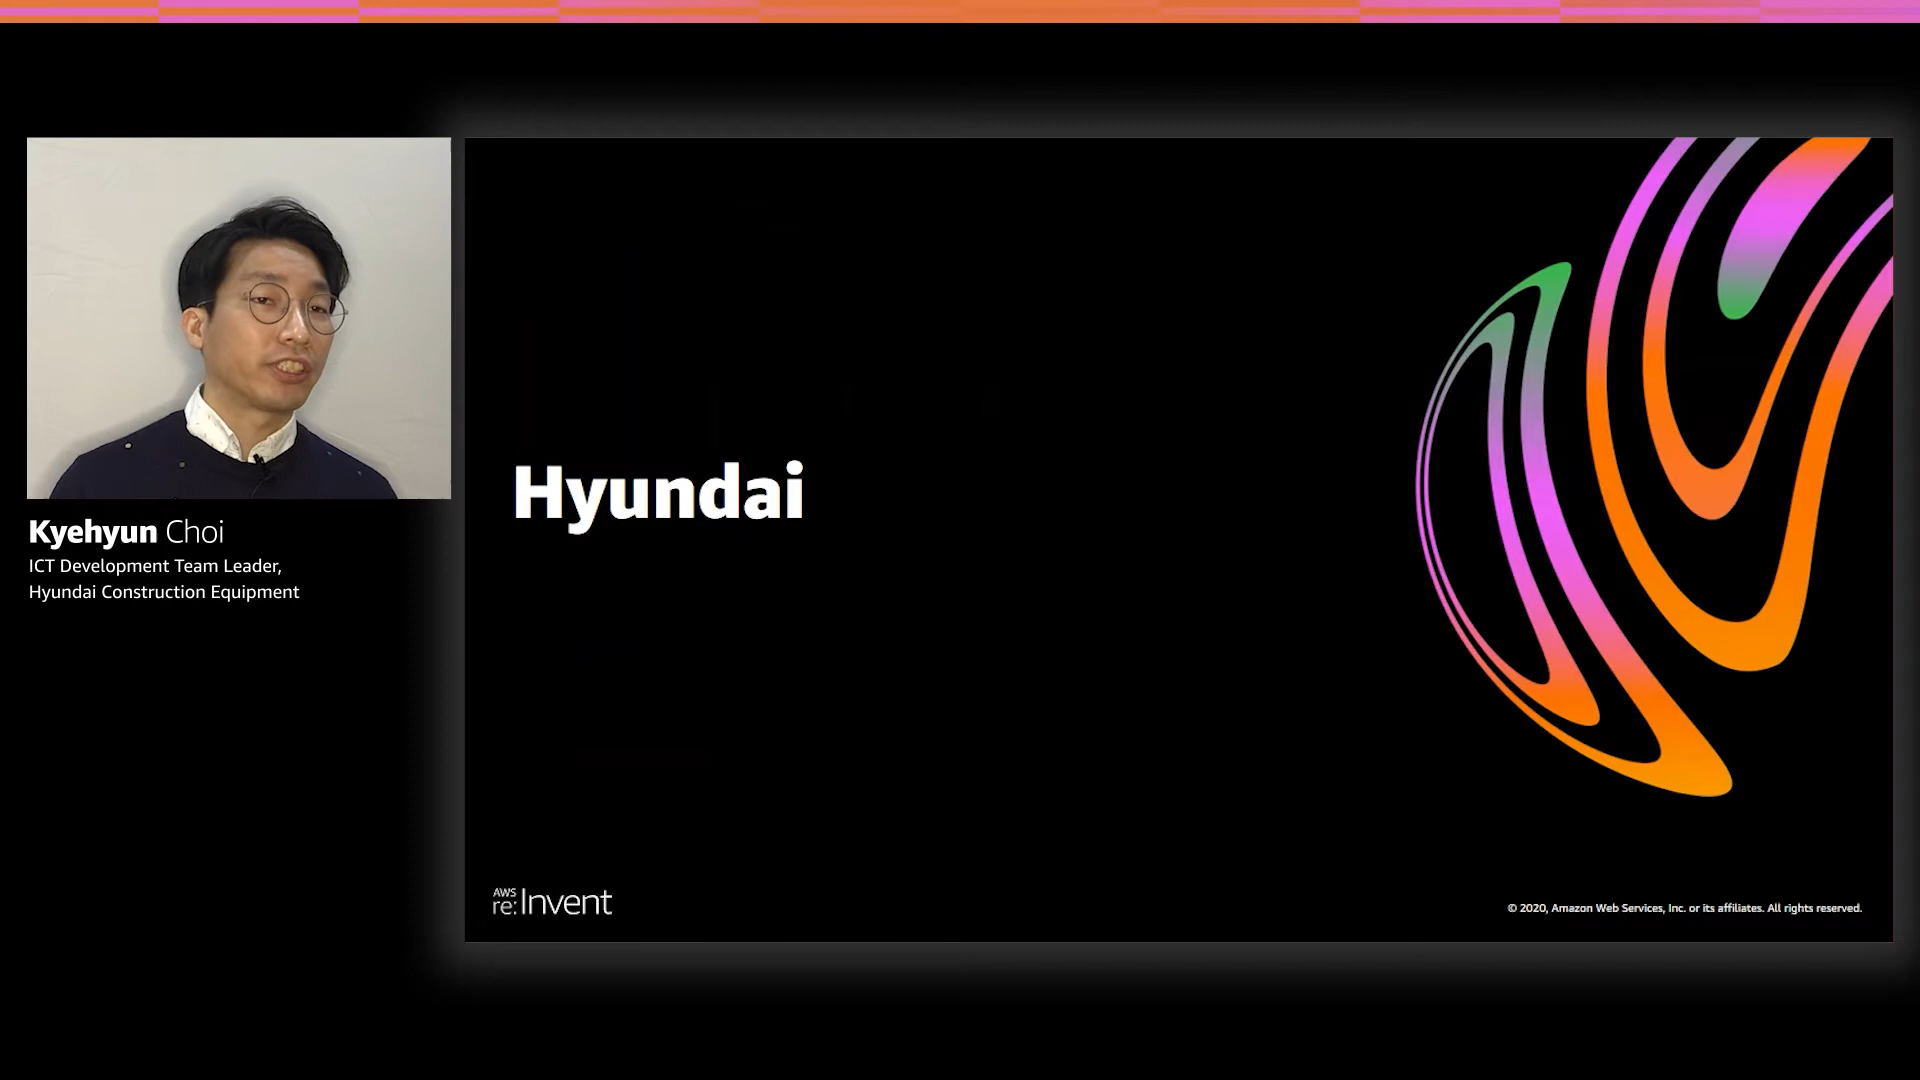 Kyehyun Choi
ICT Development Team Leader,
Hyundai Construction Equipment
Hyundai
AWS
re:Invent
© 2020, Amazon Web Services, Inc. or its affiliates. All rights reserved.